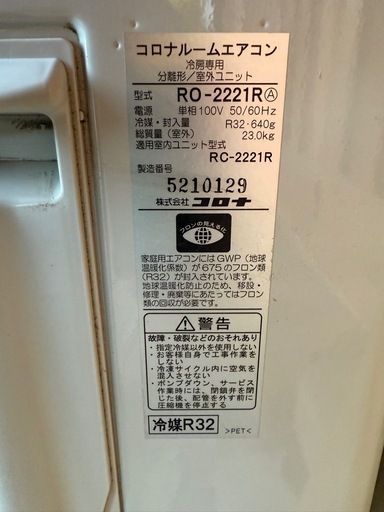 コロナルームエアコン
冷房専用
分離形/室外ユニット
型式 RO-2221RⒶ
電源 単相100V 50/60Hz
冷媒・封入量 R32・640g
総質量(室外) 23.0kg
適用室内ユニット型式
RC-2221R
製造番号
5210129
株式会社 コロナ
フロンの見える化
家庭用エアコンにはGWP(地球
温暖化係数)が675のフロン類
(R32)が封入されています。
地球温暖化防止のため、移設・
修理・廃棄等にあたってはフロン
類の回収が必要です。
⚠警告
故障・破裂などのおそれあり
・指定冷媒以外を使用しない
・お客様自身で工事作業を
しない
・冷凍サイクル内に空気を
混入させない
・ポンプダウン、サービス
作業時には、閉鎖弁を閉
じた後、配管を外す前に
圧縮機を停止する
冷媒R32
>PET<